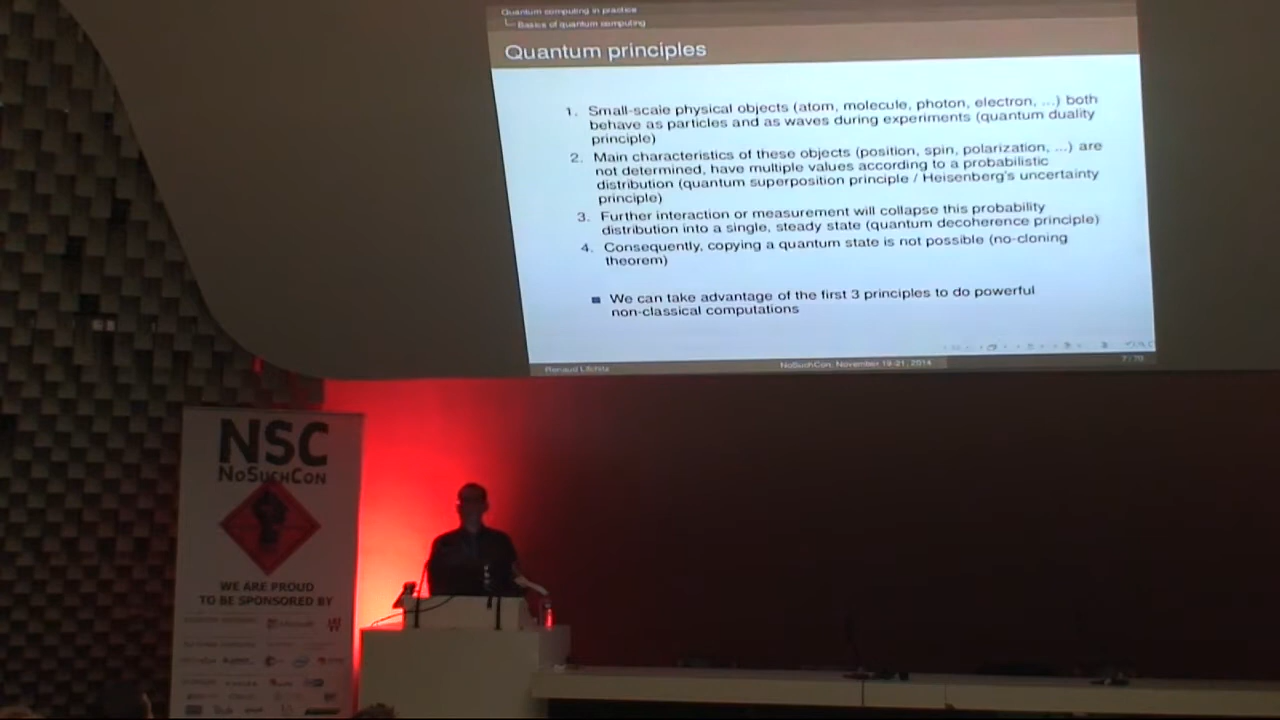 Quantum computing in practice
Basics of quantum computing
Quantum principles
1. Small-scale physical objects (atom, molecule, photon, electron, ...) both
behave as particles and as waves during experiments (quantum duality
principle)
2. Main characteristics of these objects (position, spin, polarization, ...) are
not determined, have multiple values according to a probabilistic
distribution (quantum superposition principle / Heisenberg's uncertainty
principle)
3. Further interaction or measurement will collapse this probability
distribution into a single, steady state (quantum decoherence principle)
4. Consequently, copying a quantum state is not possible (no-cloning
theorem)
We can take advantage of the first 3 principles to do powerful
non-classical computations
Renaud Lifchitz
NoSuchCon, November 19-21, 2014
7 / 70
NSC
NoSuchCon
WE ARE PROUD
TO BE SPONSORED BY
Microsoft